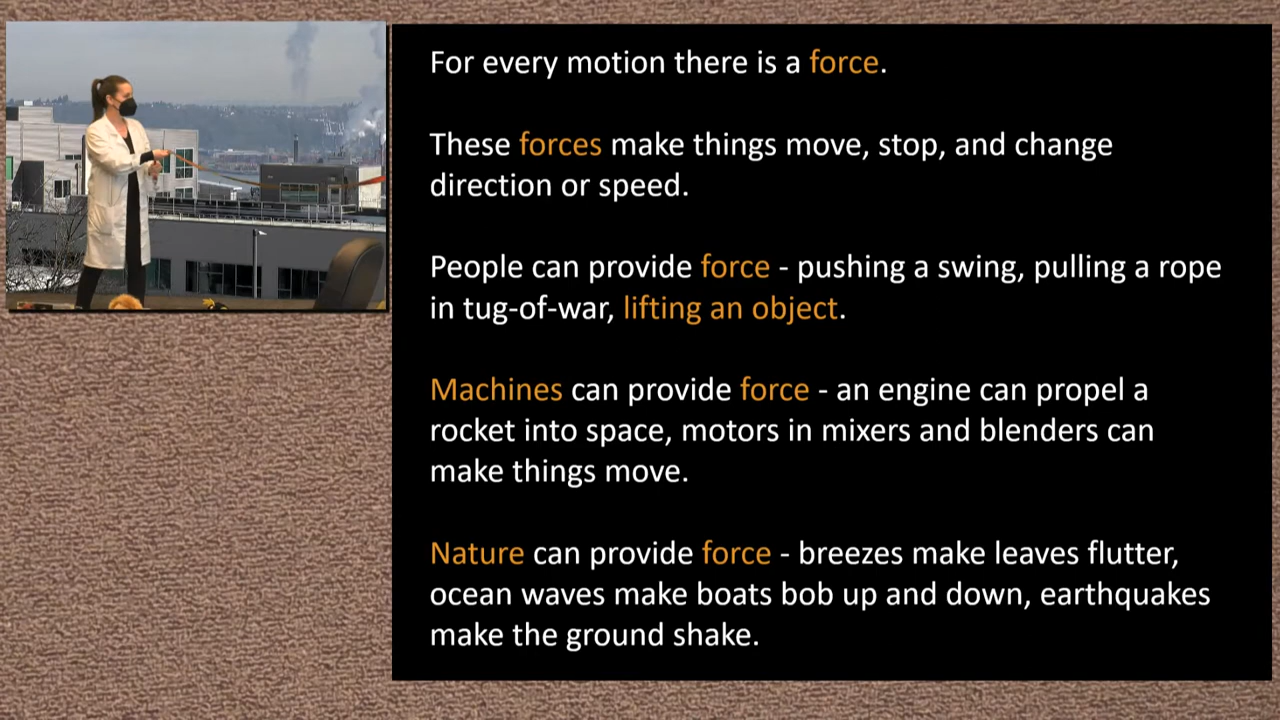 For every motion there is a force.
These forces make things move, stop, and change
direction or speed.
People can provide force - pushing a swing, pulling a rope
in tug-of-war, lifting an object.
Machines can provide force - an engine can propel a
rocket into space, motors in mixers and blenders can
make things move.
Nature can provide force - breezes make leaves flutter,
ocean waves make boats bob up and down, earthquakes
make the ground shake.